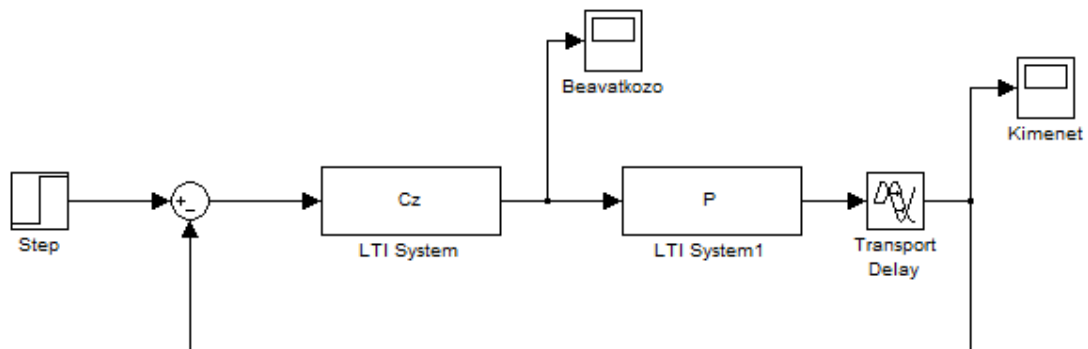 Beavatkozo
Kimenet
Step
+
−
Cz
LTI System
P
LTI System1
Transport
Delay